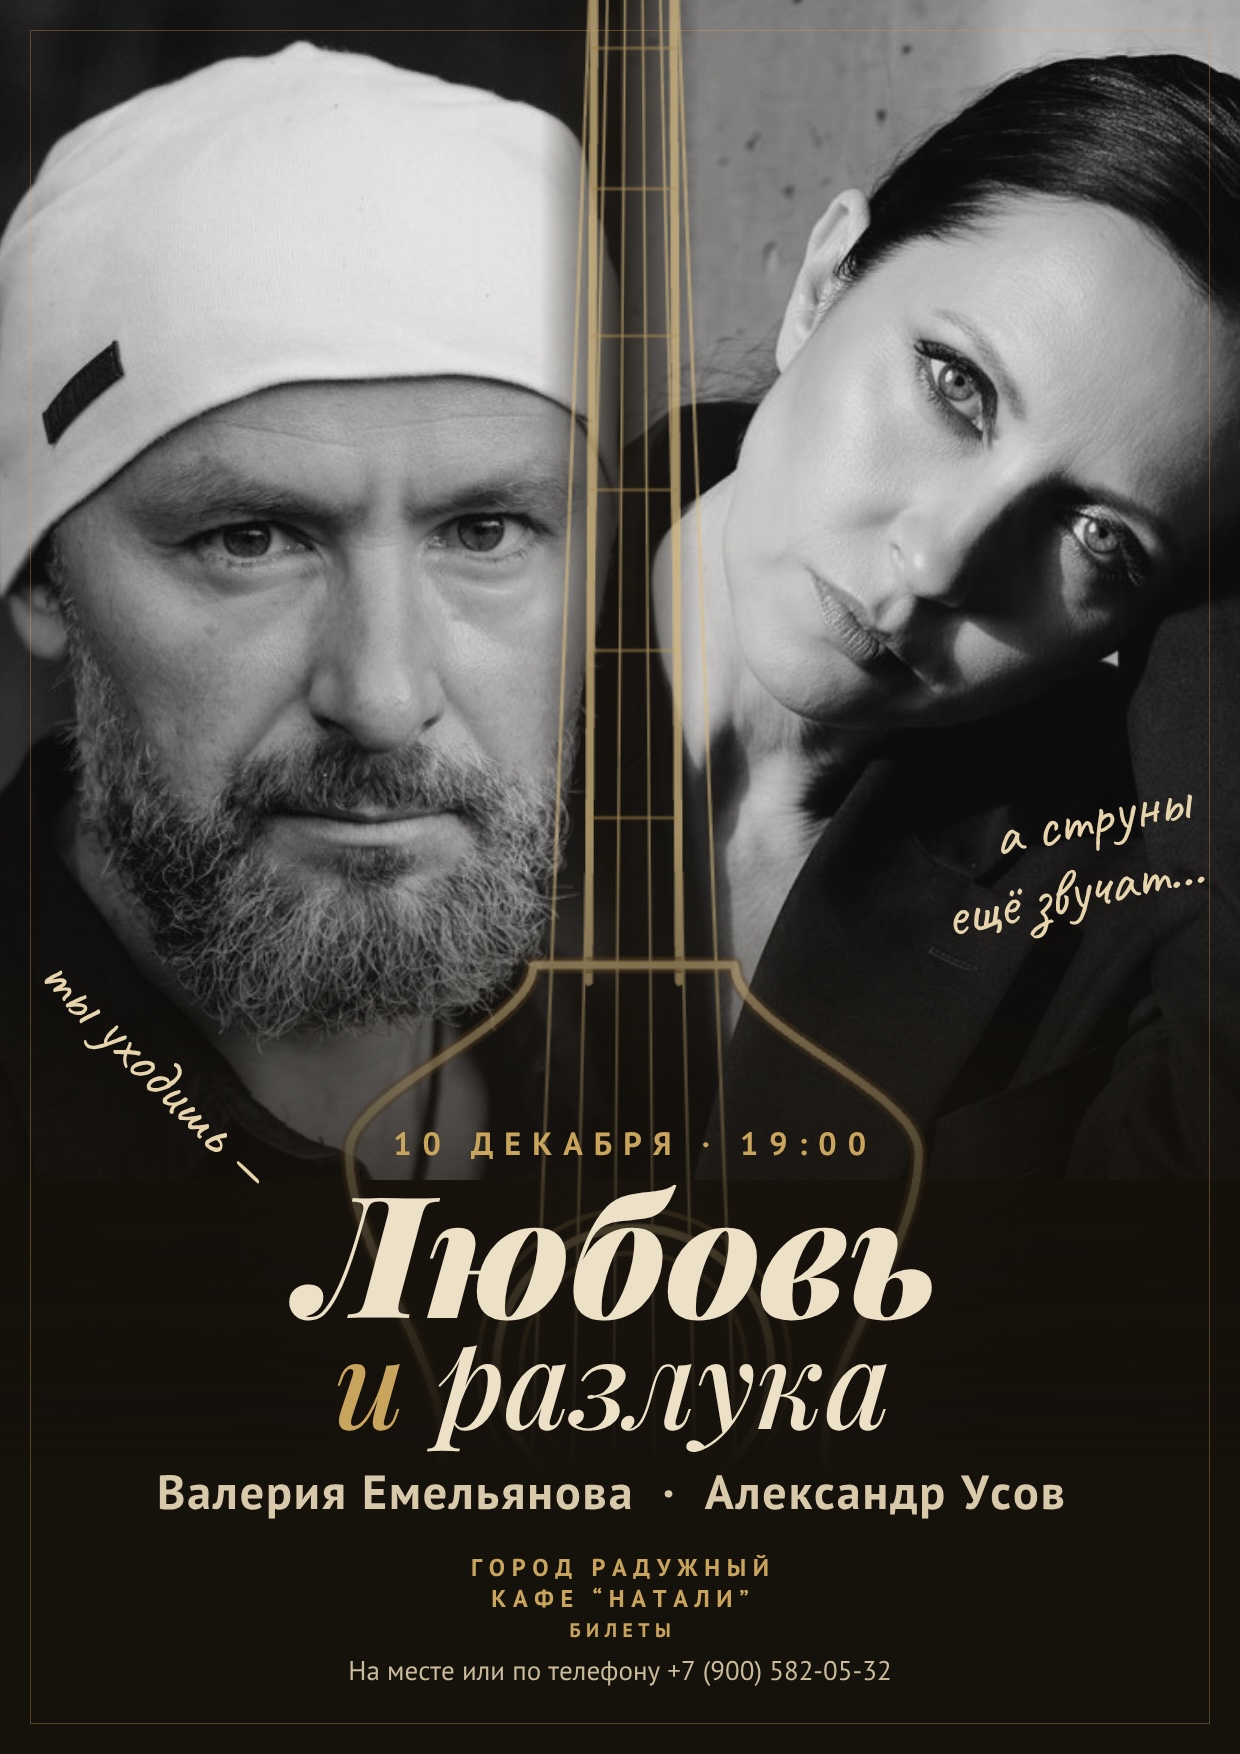 а струны
ещё звучат...
ты уходишь —
10 ДЕКАБРЯ · 19:00
Любовь
и разлука
Валерия Емельянова · Александр Усов
ГОРОД РАДУЖНЫЙ
КАФЕ “НАТАЛИ”
БИЛЕТЫ
На месте или по телефону +7 (900) 582-05-32